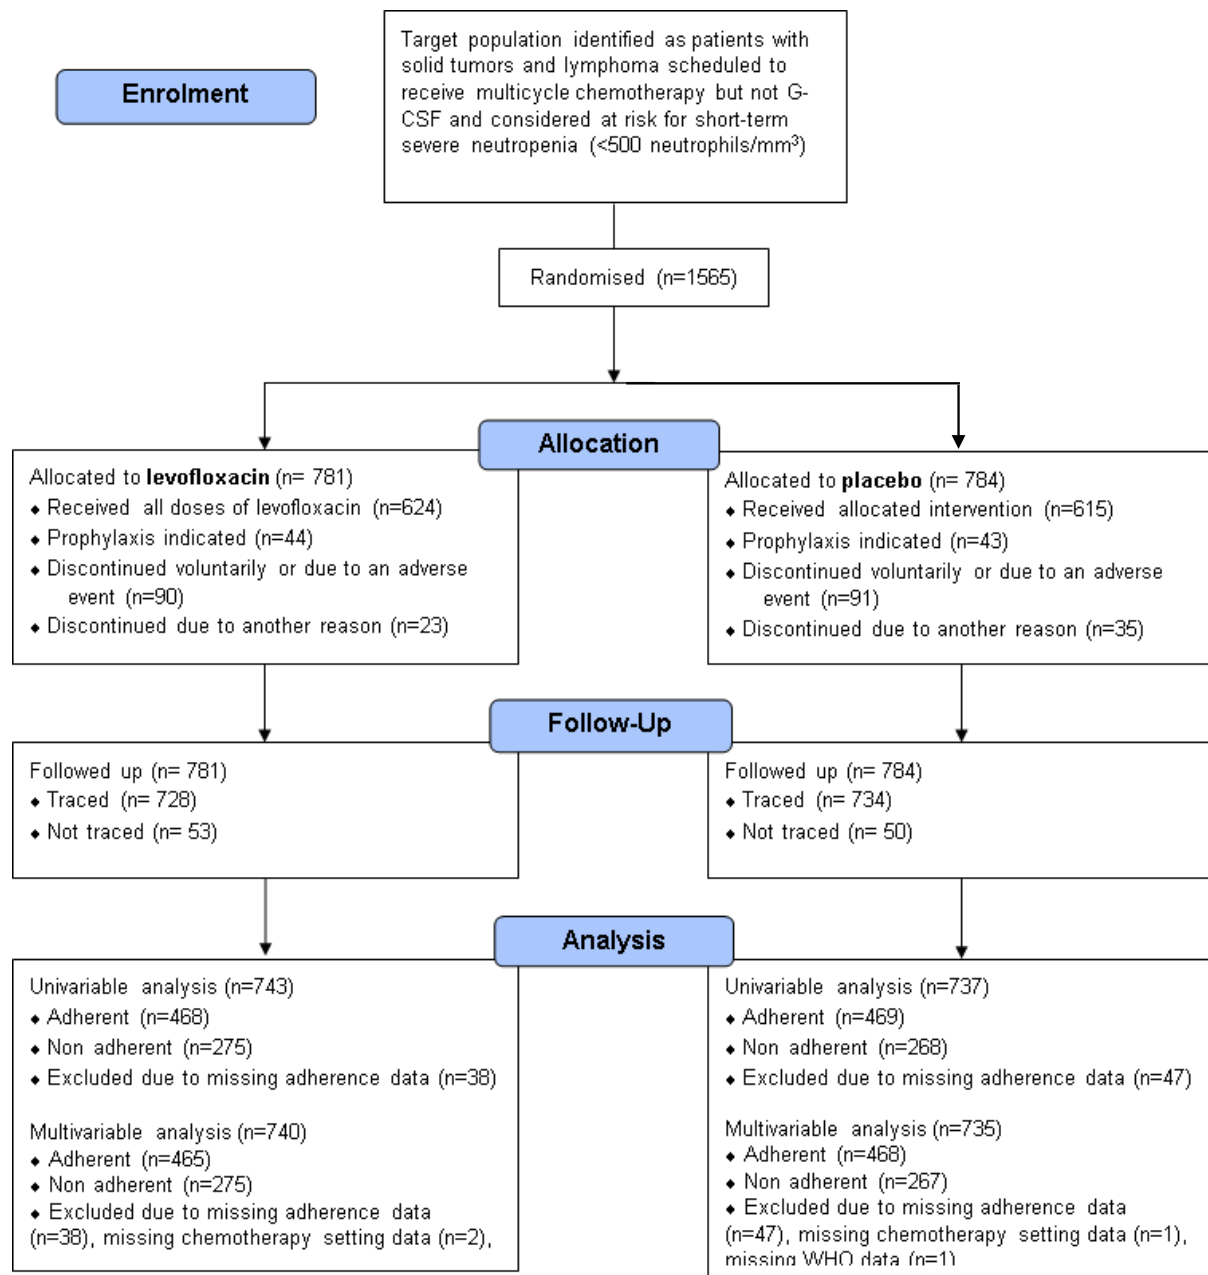 Enrolment
Target population identified as patients with
solid tumors and lymphoma scheduled to
receive multicycle chemotherapy but not G-
CSF and considered at risk for short-term
severe neutropenia (<500 neutrophils/mm³)
Randomised (n=1565)
Allocation
Allocated to levofloxacin (n= 781)
♦ Received all doses of levofloxacin (n=624)
♦ Prophylaxis indicated (n=44)
♦ Discontinued voluntarily or due to an adverse
event (n=90)
♦ Discontinued due to another reason (n=23)
Allocated to placebo (n= 784)
♦ Received allocated intervention (n=615)
♦ Prophylaxis indicated (n=43)
♦ Discontinued voluntarily or due to an adverse
event (n=91)
♦ Discontinued due to another reason (n=35)
Follow-Up
Followed up (n= 781)
♦ Traced (n=728)
♦ Not traced (n= 53)
Followed up (n= 784)
♦ Traced (n=734)
♦ Not traced (n= 50)
Analysis
Univariable analysis (n=743)
♦ Adherent (n=468)
♦ Non adherent (n=275)
♦ Excluded due to missing adherence data (n=38)
Multivariable analysis (n=740)
♦ Adherent (n=465)
♦ Non adherent (n=275)
♦ Excluded due to missing adherence data
(n=38), missing chemotherapy setting data (n=2),
Univariable analysis (n=737)
♦ Adherent (n=469)
♦ Non adherent (n=268)
♦ Excluded due to missing adherence data (n=47)
Multivariable analysis (n=735)
♦ Adherent (n=468)
♦ Non adherent (n=267)
♦ Excluded due to missing adherence data
(n=47), missing chemotherapy setting data (n=1),
missing WHO data (n=1)